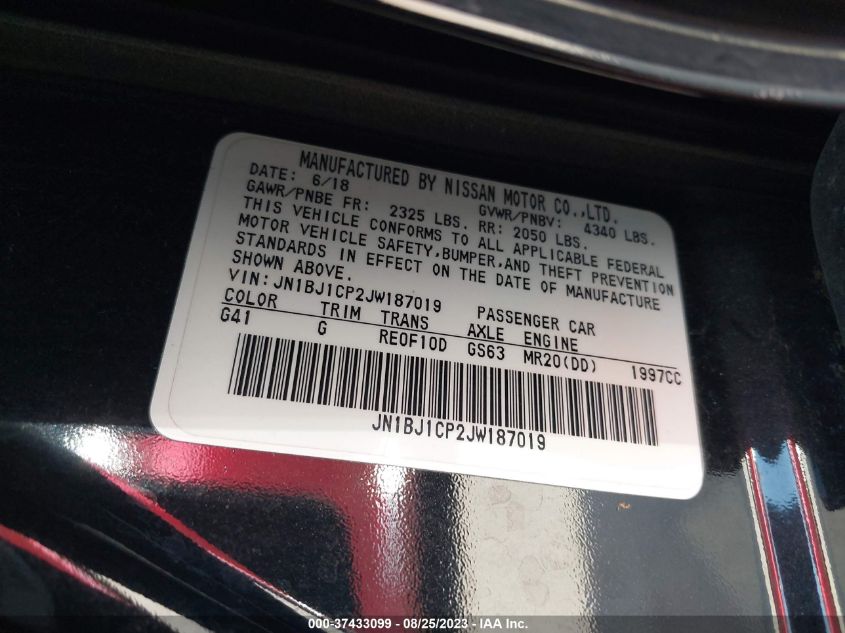 MANUFACTURED BY NISSAN MOTOR CO.,LTD.
DATE: 6/18 GVWR/PNBV: 4340 LBS.
GAWR/PNBE FR: 2325 LBS. RR: 2050 LBS.
THIS VEHICLE CONFORMS TO ALL APPLICABLE FEDERAL
MOTOR VEHICLE SAFETY,BUMPER,AND THEFT PREVENTION
STANDARDS IN EFFECT ON THE DATE OF MANUFACTURE
SHOWN ABOVE.
VIN:JN1BJ1CP2JW187019 PASSENGER CAR
COLOR TRIM TRANS AXLE ENGINE
G41 G RE0F10D GS63 MR20(DD) 1997CC
JN1BJ1CP2JW187019
000-37433099 - 08/25/2023 - © IAA, Inc.